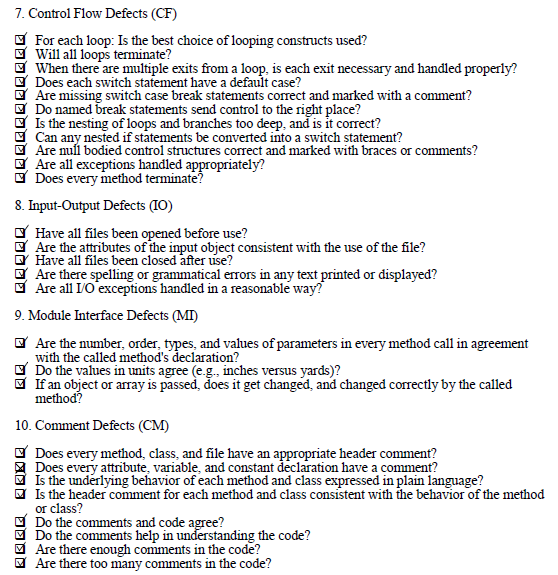 7. Control Flow Defects (CF)
For each loop: Is the best choice of looping constructs used?
Will all loops terminate?
When there are multiple exits from a loop, is each exit necessary and handled properly?
Does each switch statement have a default case?
Are missing switch case break statements correct and marked with a comment?
Do named break statements send control to the right place?
Is the nesting of loops and branches too deep, and is it correct?
Can any nested if statements be converted into a switch statement?
Are null bodied control structures correct and marked with braces or comments?
Are all exceptions handled appropriately?
Does every method terminate?
8. Input-Output Defects (IO)
Have all files been opened before use?
Are the attributes of the input object consistent with the use of the file?
Have all files been closed after use?
Are there spelling or grammatical errors in any text printed or displayed?
Are all I/O exceptions handled in a reasonable way?
9. Module Interface Defects (MI)
Are the number, order, types, and values of parameters in every method call in agreement
with the called method's declaration?
Do the values in units agree (e.g., inches versus yards)?
If an object or array is passed, does it get changed, and changed correctly by the called
method?
10. Comment Defects (CM)
Does every method, class, and file have an appropriate header comment?
Does every attribute, variable, and constant declaration have a comment?
Is the underlying behavior of each method and class expressed in plain language?
Is the header comment for each method and class consistent with the behavior of the method
or class?
Do the comments and code agree?
Do the comments help in understanding the code?
Are there enough comments in the code?
Are there too many comments in the code?